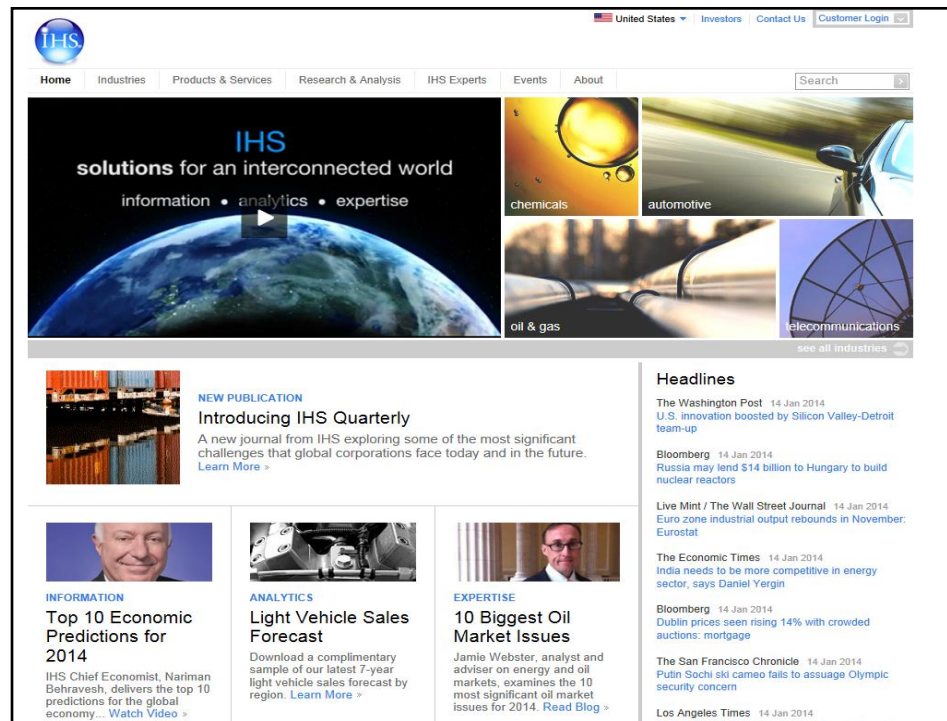 United States
Investors
Contact Us
Customer Login
IHS
Home
Industries
Products & Services
Research & Analysis
IHS Experts
Events
About
Search
IHS
solutions for an interconnected world
information • analytics • expertise
chemicals
automotive
oil & gas
telecommunications
see all industries
NEW PUBLICATION
Introducing IHS Quarterly
A new journal from IHS exploring some of the most significant
challenges that global corporations face today and in the future.
Learn More »
INFORMATION
Top 10 Economic
Predictions for
2014
IHS Chief Economist, Nariman
Behravesh, delivers the top 10
predictions for the global
economy... Watch Video »
ANALYTICS
Light Vehicle Sales
Forecast
Download a complimentary
sample of our latest 7-year
light vehicle sales forecast by
region. Learn More »
EXPERTISE
10 Biggest Oil
Market Issues
Jamie Webster, analyst and
adviser on energy and oil
markets, examines the 10
most significant oil market
issues for 2014. Read Blog »
Headlines
The Washington Post 14 Jan 2014
U.S. innovation boosted by Silicon Valley-Detroit
team-up
Bloomberg 14 Jan 2014
Russia may lend $14 billion to Hungary to build
nuclear reactors
Live Mint / The Wall Street Journal 14 Jan 2014
Euro zone industrial output rebounds in November:
Eurostat
The Economic Times 14 Jan 2014
India needs to be more competitive in energy
sector, says Daniel Yergin
Bloomberg 14 Jan 2014
Dublin prices seen rising 14% with crowded
auctions: mortgage
The San Francisco Chronicle 14 Jan 2014
Putin Sochi ski cameo fails to assuage Olympic
security concern
Los Angeles Times 14 Jan 2014